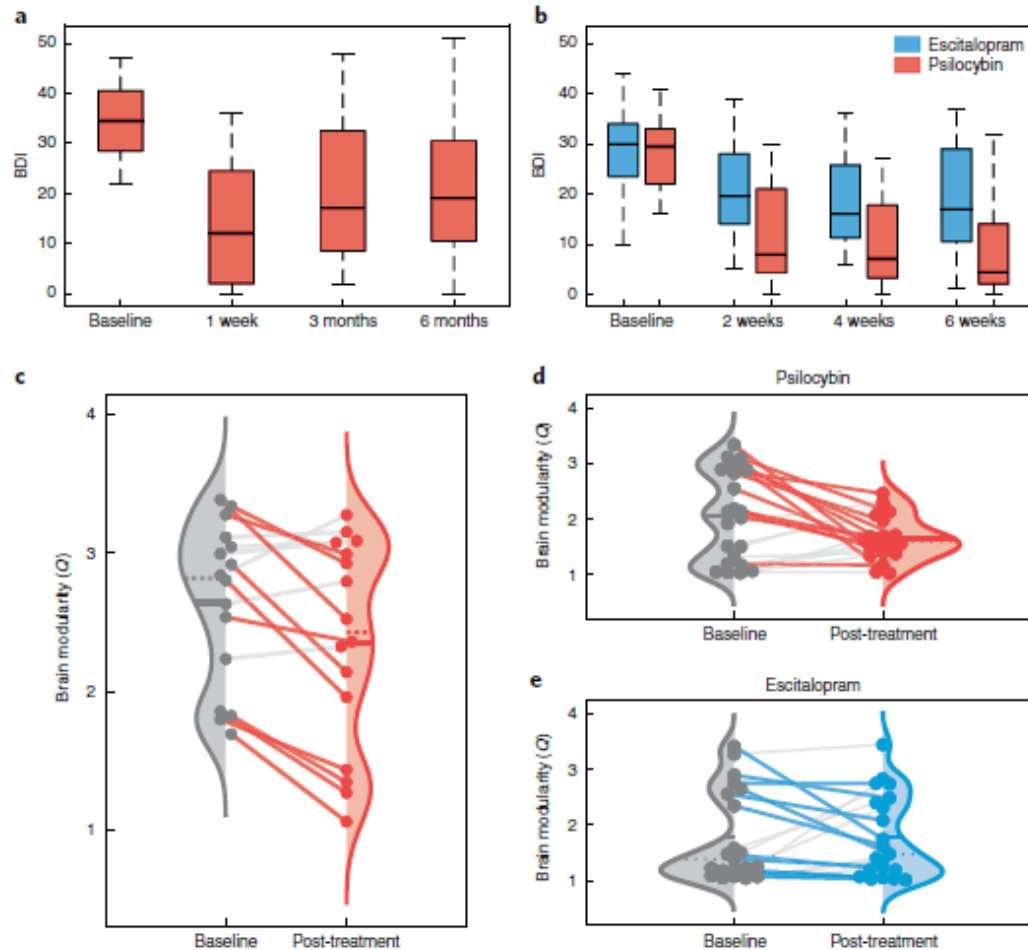 a
50
40
30
20
10
0
BDI
Baseline
1 week
3 months
6 months
b
50
40
30
20
10
0
BDI
Escitalopram
Psilocybin
Baseline
2 weeks
4 weeks
6 weeks
c
4
3
2
1
Brain modularity (Q)
Baseline
Post-treatment
d
Psilocybin
4
3
2
1
Brain modularity (Q)
Baseline
Post-treatment
e
Escitalopram
4
3
2
1
Brain modularity (Q)
Baseline
Post-treatment